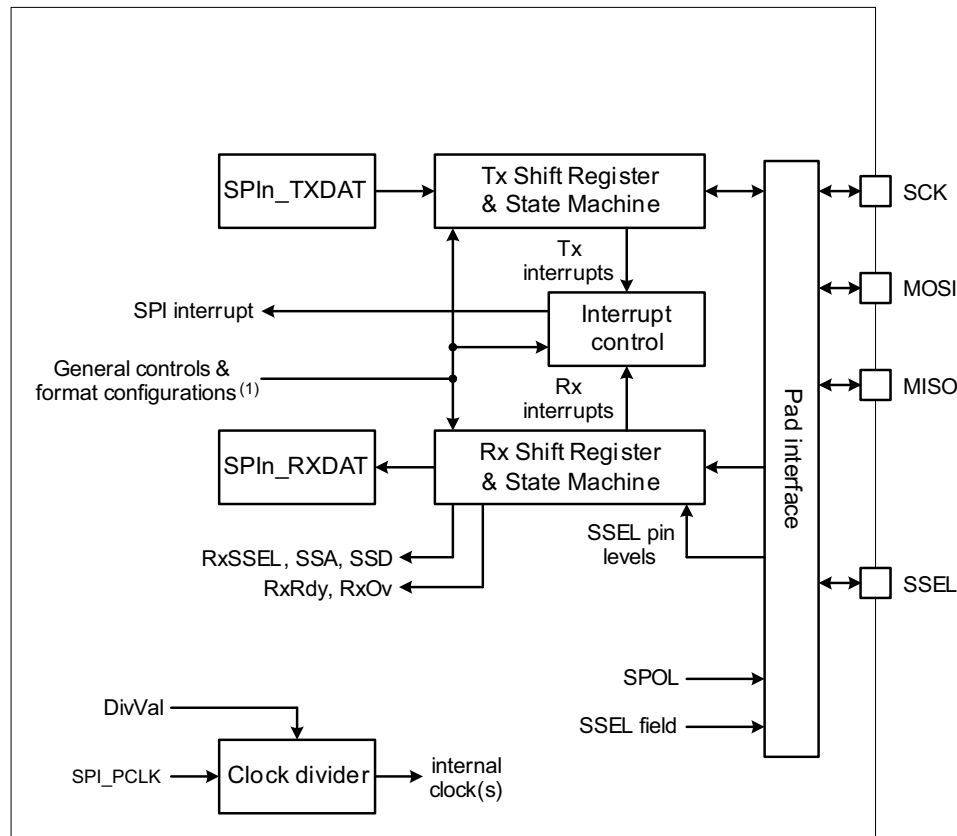 SPIn_TXDAT
Tx Shift Register
& State Machine
SCK
Tx
interrupts
MOSI
SPI interrupt
Interrupt
control
General controls &
format configurations (1)
Rx
interrupts
MISO
Pad interface
SPIn_RXDAT
Rx Shift Register
& State Machine
SSEL pin
levels
RxSSEL, SSA, SSD
RxRdy, RxOv
SSEL
SPOL
SSEL field
DivVal
SPI_PCLK
Clock divider
internal
clock(s)